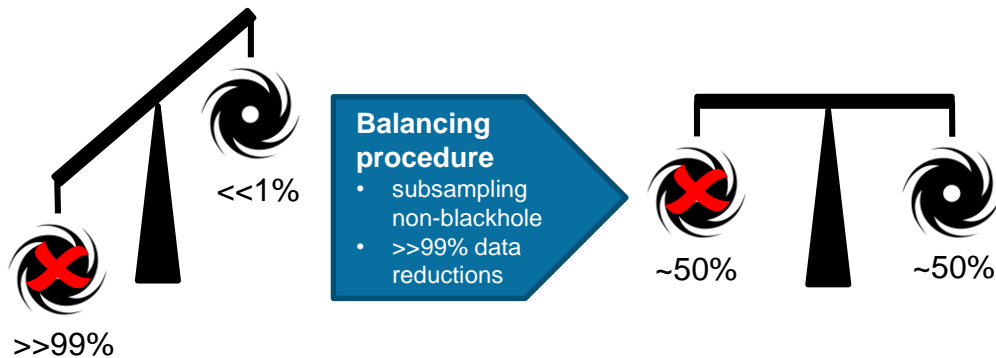 <<1%
>>99%
Balancing
procedure
• subsampling
non-blackhole
• >>99% data
reductions
~50%
~50%